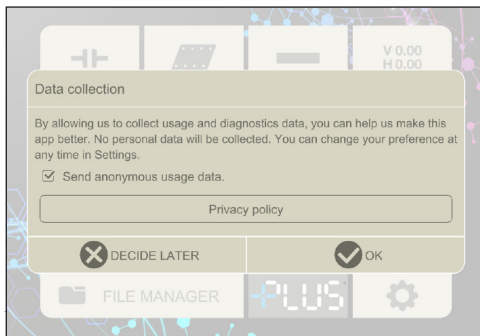 V 0.00
H 0.00
Data collection
By allowing us to collect usage and diagnostics data, you can help us make this
app better. No personal data will be collected. You can change your preference at
any time in Settings.
Send anonymous usage data.
Privacy policy
DECIDE LATER
OK
FILE MANAGER
+PLUS